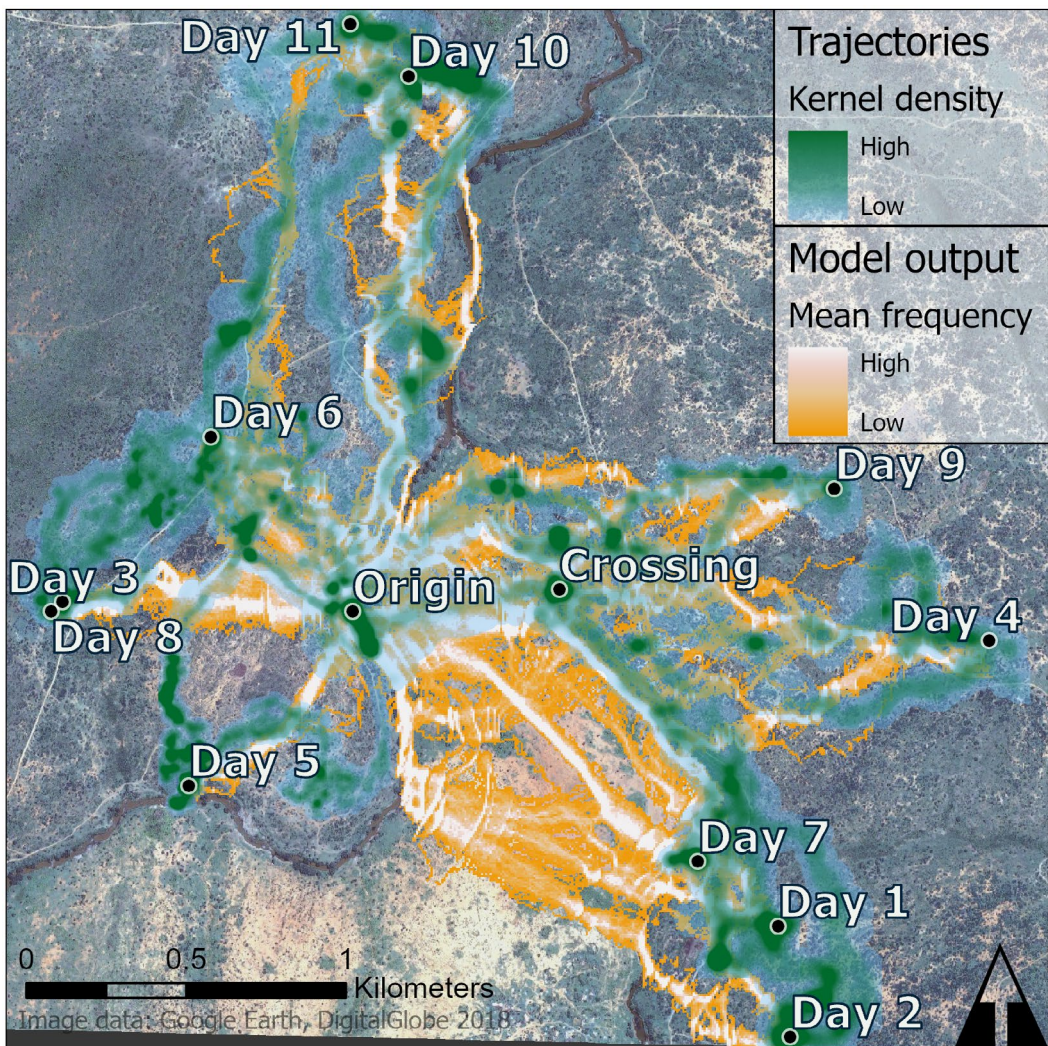 Day 11
Day 10
Trajectories
Kernel density
High
Low
Model output
Mean frequency
High
Low
Day 6
Day 9
Day 3
Origin
Crossing
Day 8
Day 4
Day 5
Day 7
Day 1
Day 2
0 0.5 1
Kilometers
Image data: Google Earth, DigitalGlobe 2018